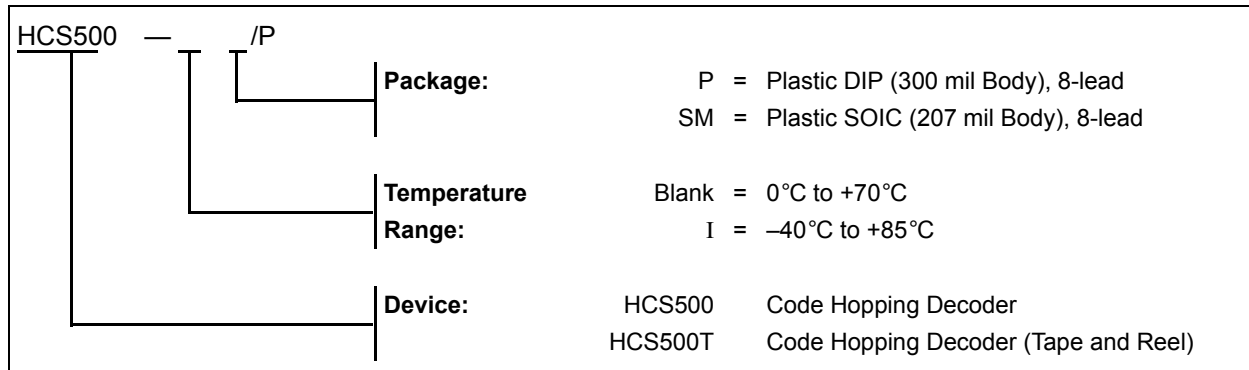 HCS500 — /P
Package: P = Plastic DIP (300 mil Body), 8-lead
SM = Plastic SOIC (207 mil Body), 8-lead
Temperature Blank = 0°C to +70°C
Range: I = –40°C to +85°C
Device: HCS500 Code Hopping Decoder
HCS500T Code Hopping Decoder (Tape and Reel)